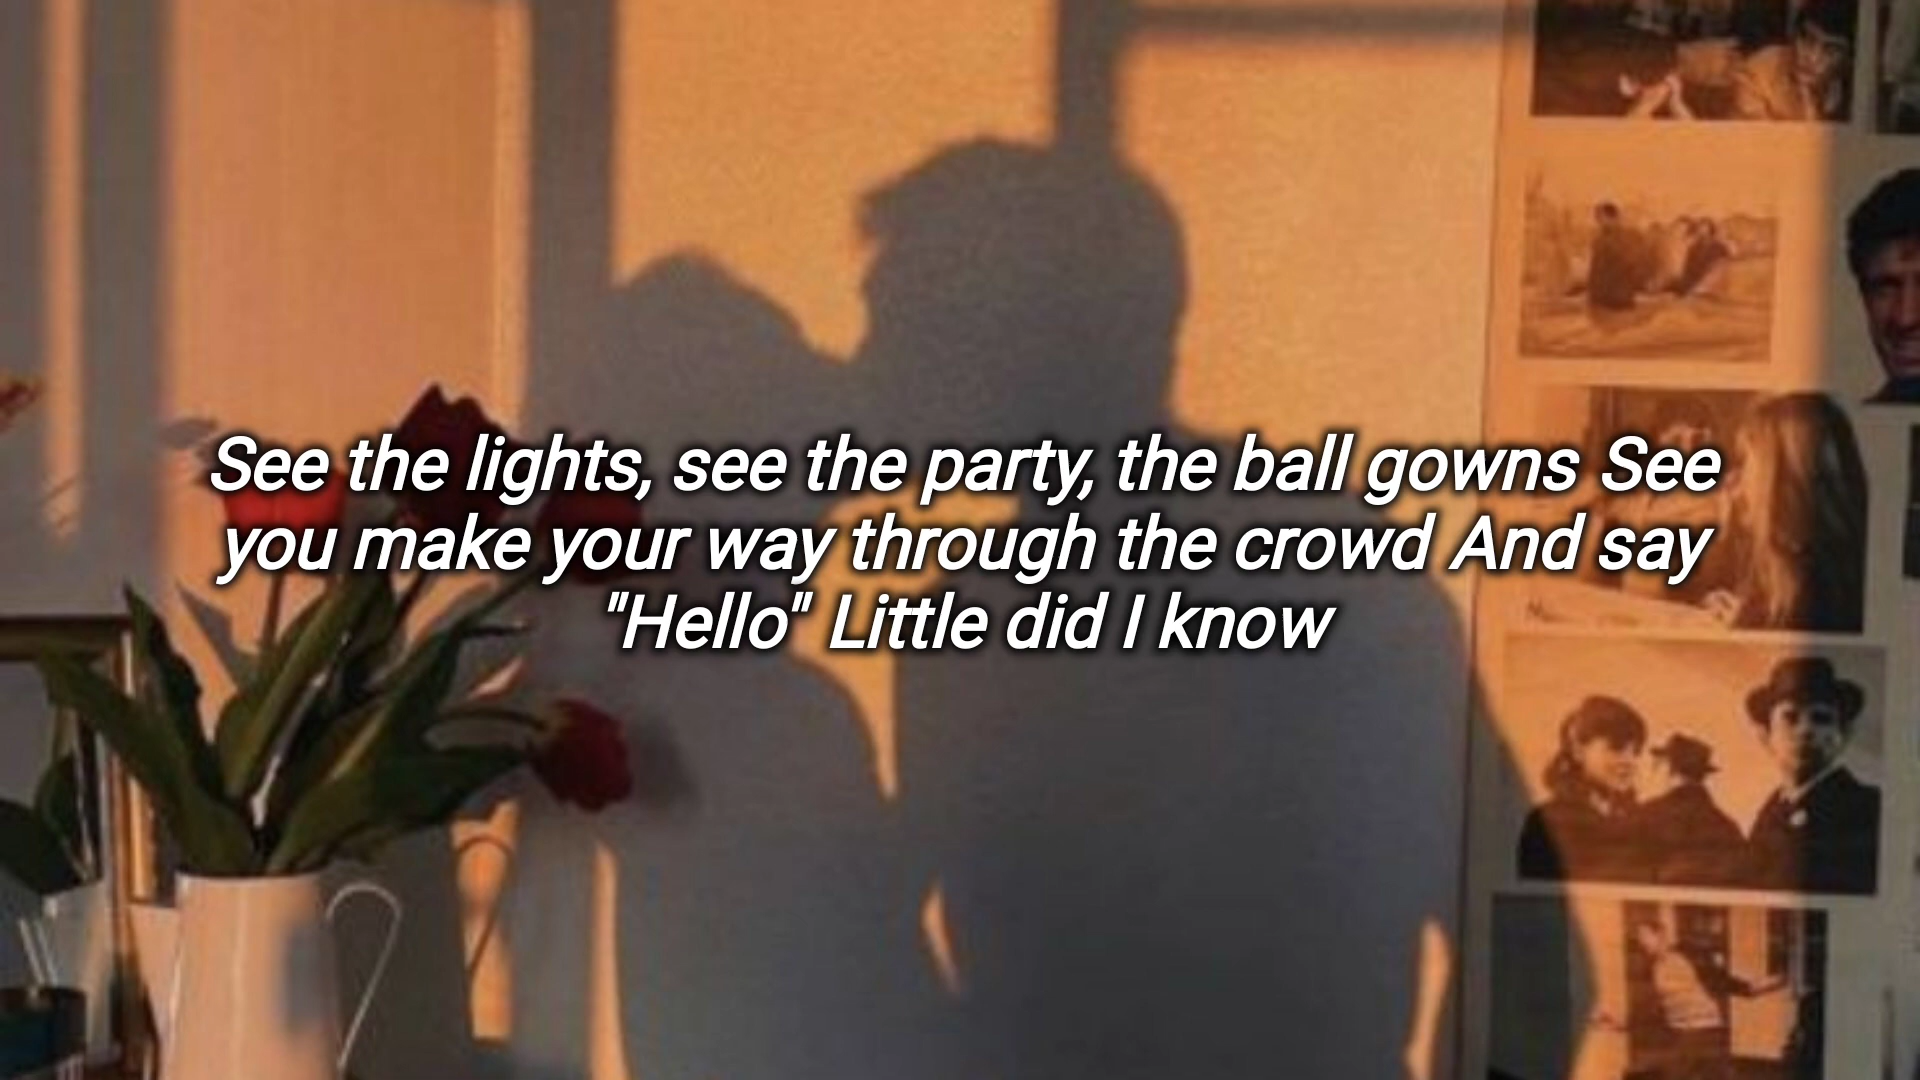 See the lights, see the party, the ball gowns See
you make your way through the crowd And say
"Hello" Little did I know